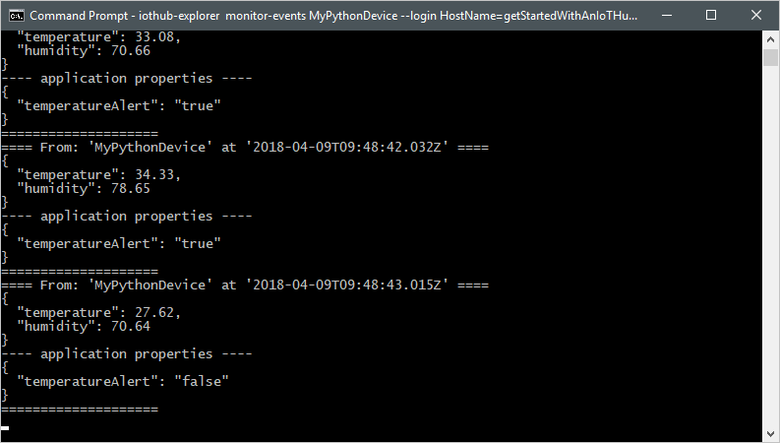 Command Prompt - iothub-explorer  monitor-events MyPythonDevice --login HostName=getStartedWithAnIoTHu...
  "temperature": 33.08,
  "humidity": 70.66
}
---- application properties ----
{
  "temperatureAlert": "true"
}
====================
==== From: 'MyPythonDevice' at '2018-04-09T09:48:42.032Z' ====
{
  "temperature": 34.33,
  "humidity": 78.65
}
---- application properties ----
{
  "temperatureAlert": "true"
}
====================
==== From: 'MyPythonDevice' at '2018-04-09T09:48:43.015Z' ====
{
  "temperature": 27.62,
  "humidity": 70.64
}
---- application properties ----
{
  "temperatureAlert": "false"
}
====================